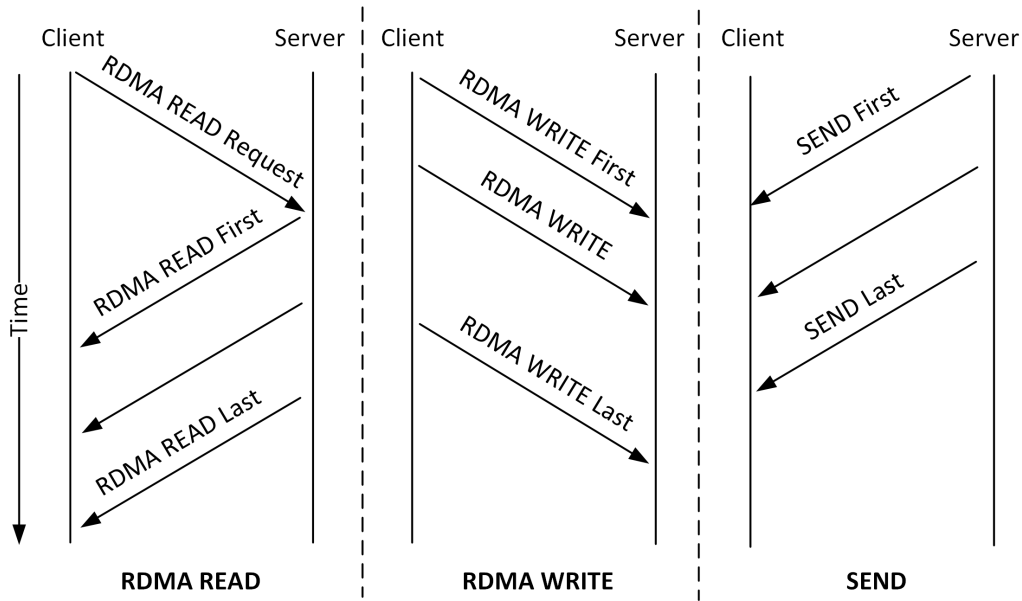 Client
Server
Client
Server
Client
Server
RDMA READ Request
RDMA READ First
RDMA READ Last
RDMA WRITE First
RDMA WRITE
RDMA WRITE Last
SEND First
SEND Last
Time
RDMA READ
RDMA WRITE
SEND